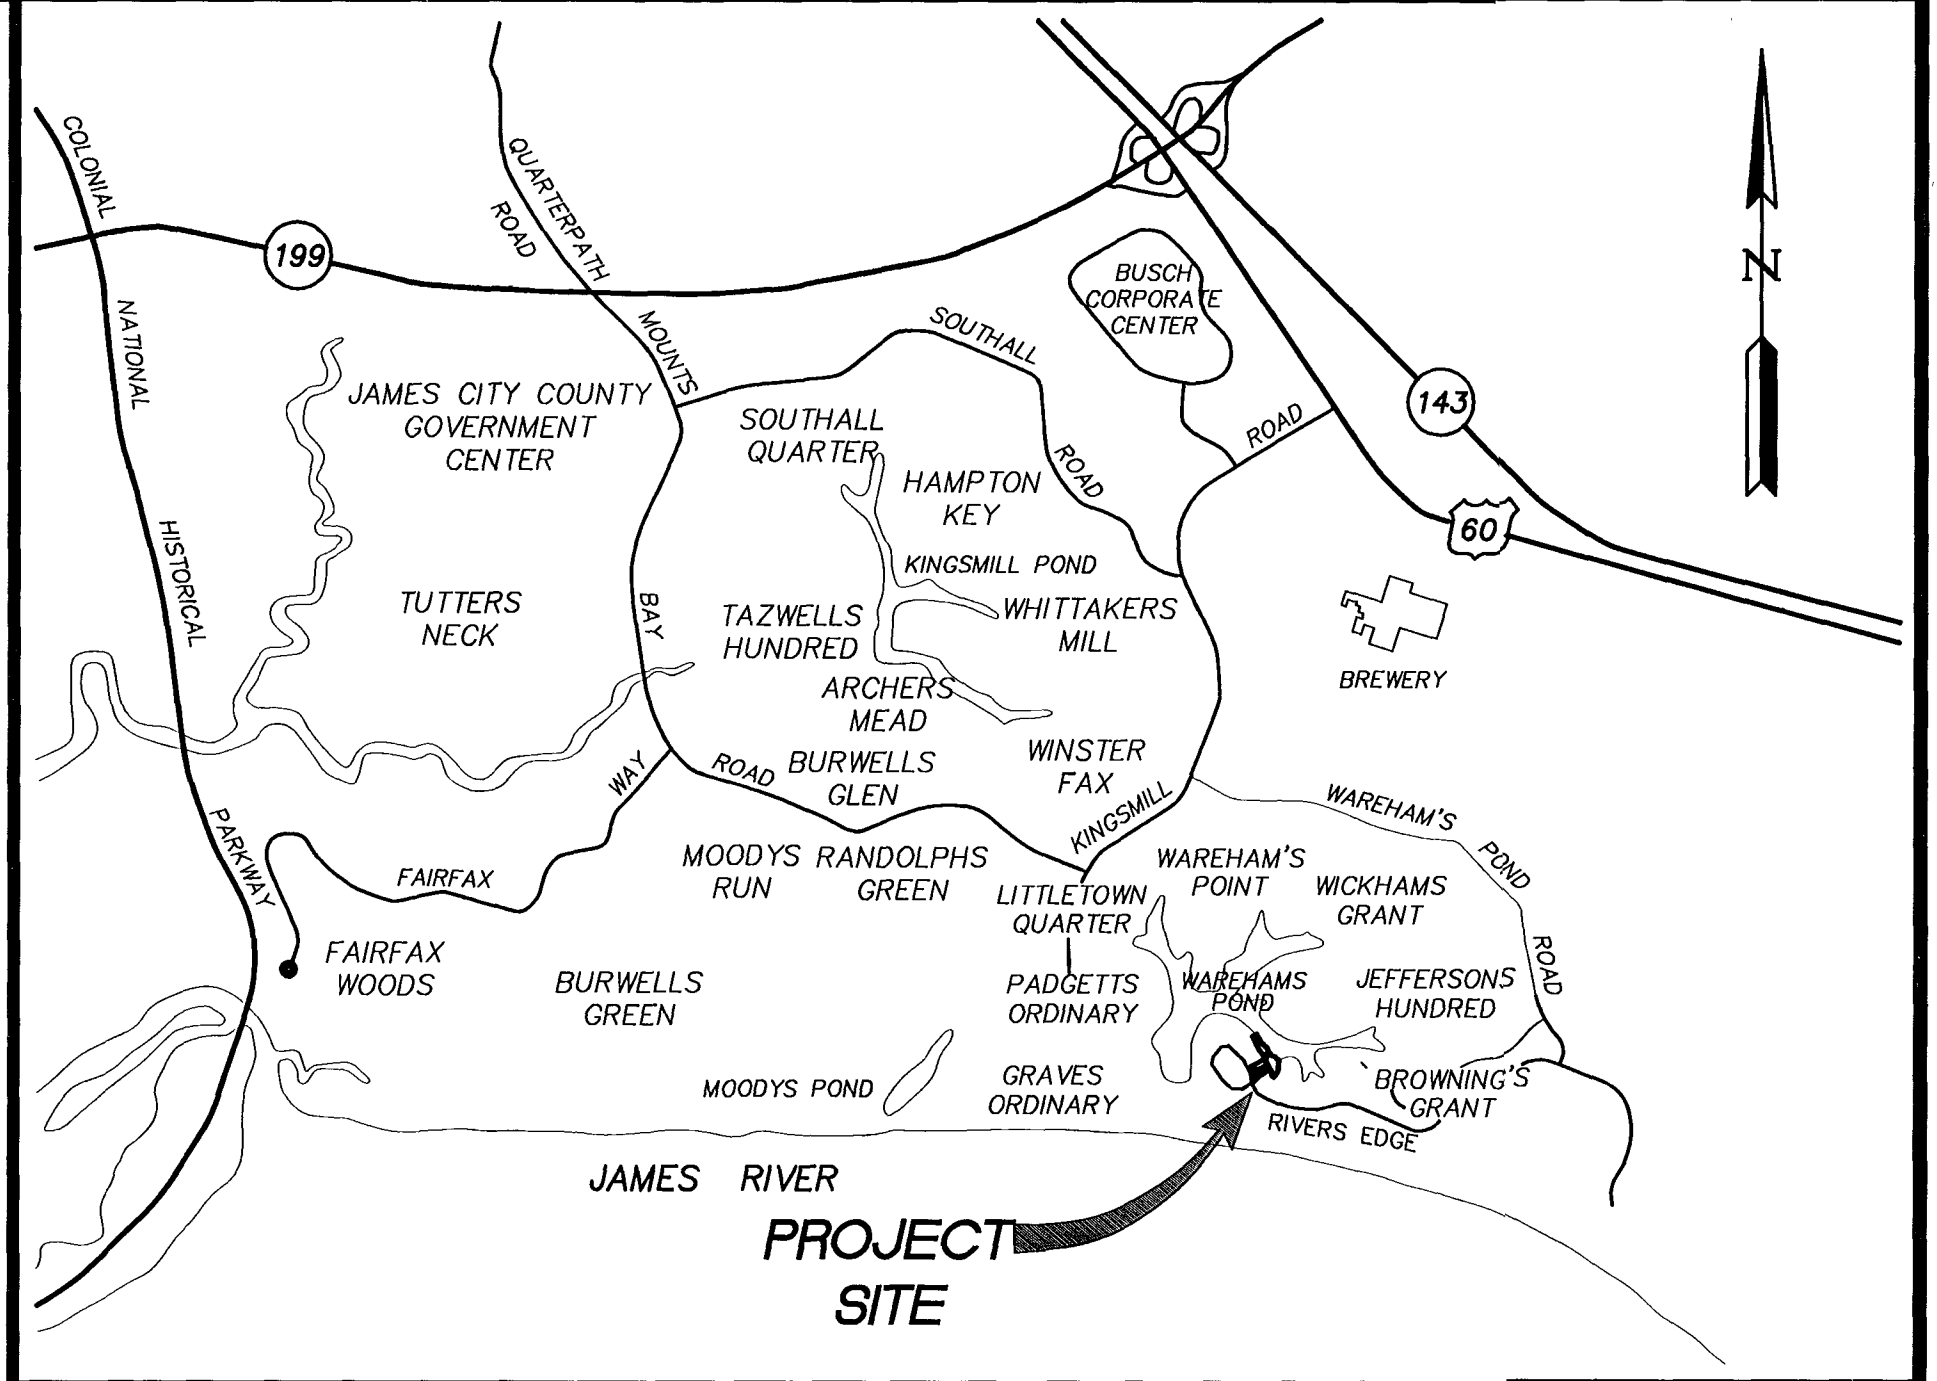 COLONIAL
NATIONAL
HISTORICAL
PARKWAY
199
QUARTERPATH
ROAD
MOUNTS
BAY
ROAD
SOUTHALL
ROAD
BUSCH
CORPORATE
CENTER
ROAD
143
60
N
JAMES CITY COUNTY
GOVERNMENT
CENTER
SOUTHALL
QUARTER
HAMPTON
KEY
KINGSMILL POND
TUTTERS
NECK
TAZWELLS
HUNDRED
WHITTAKERS
MILL
BREWERY
ARCHERS
MEAD
BURWELLS
GLEN
WINSTER
FAX
KINGSMILL
WAY
FAIRFAX
WAREHAM'S
POND
ROAD
MOODYS
RUN
RANDOLPHS
GREEN
LITTLETOWN
QUARTER
WAREHAM'S
POINT
WICKHAMS
GRANT
FAIRFAX
WOODS
BURWELLS
GREEN
PADGETTS
ORDINARY
WAREHAMS
POND
JEFFERSONS
HUNDRED
MOODYS POND
GRAVES
ORDINARY
BROWNING'S
GRANT
RIVERS EDGE
JAMES RIVER
PROJECT
SITE